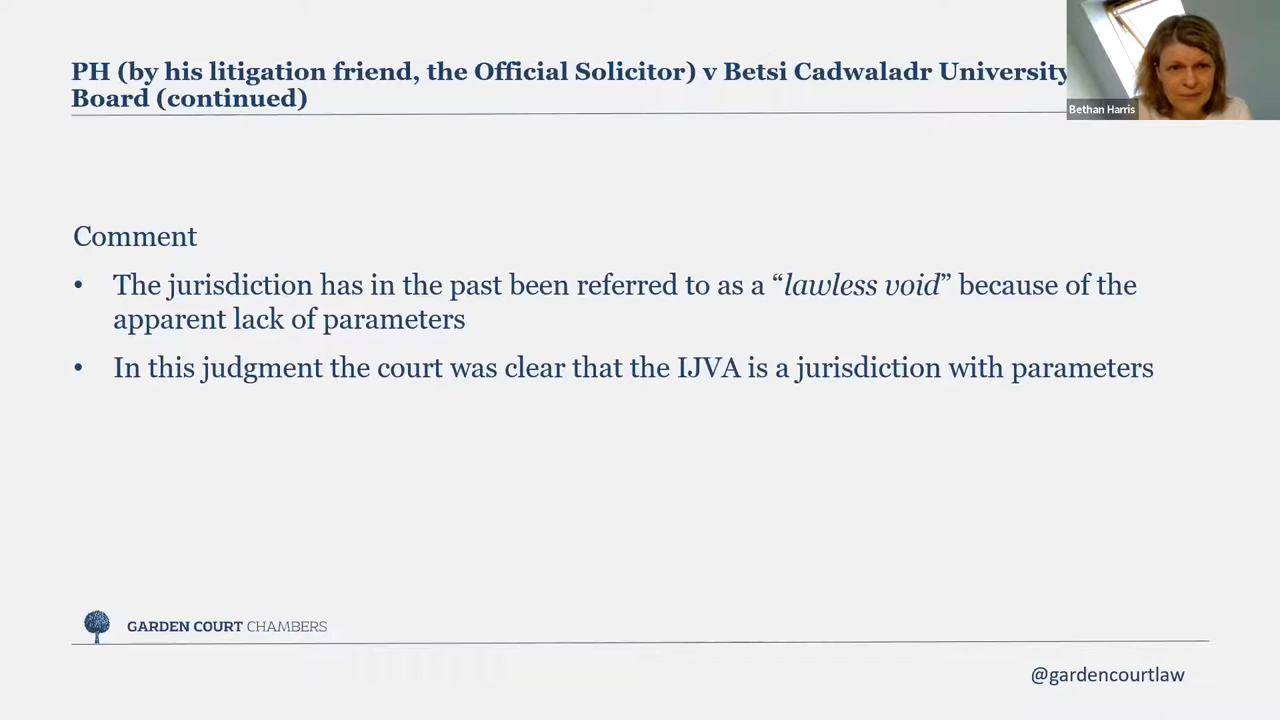 PH (by his litigation friend, the Official Solicitor) v Betsi Cadwaladr University
Board (continued)
Bethan Harris
Comment
• The jurisdiction has in the past been referred to as a “lawless void” because of the
apparent lack of parameters
• In this judgment the court was clear that the IJVA is a jurisdiction with parameters
GARDEN COURT CHAMBERS
@gardencourtlaw